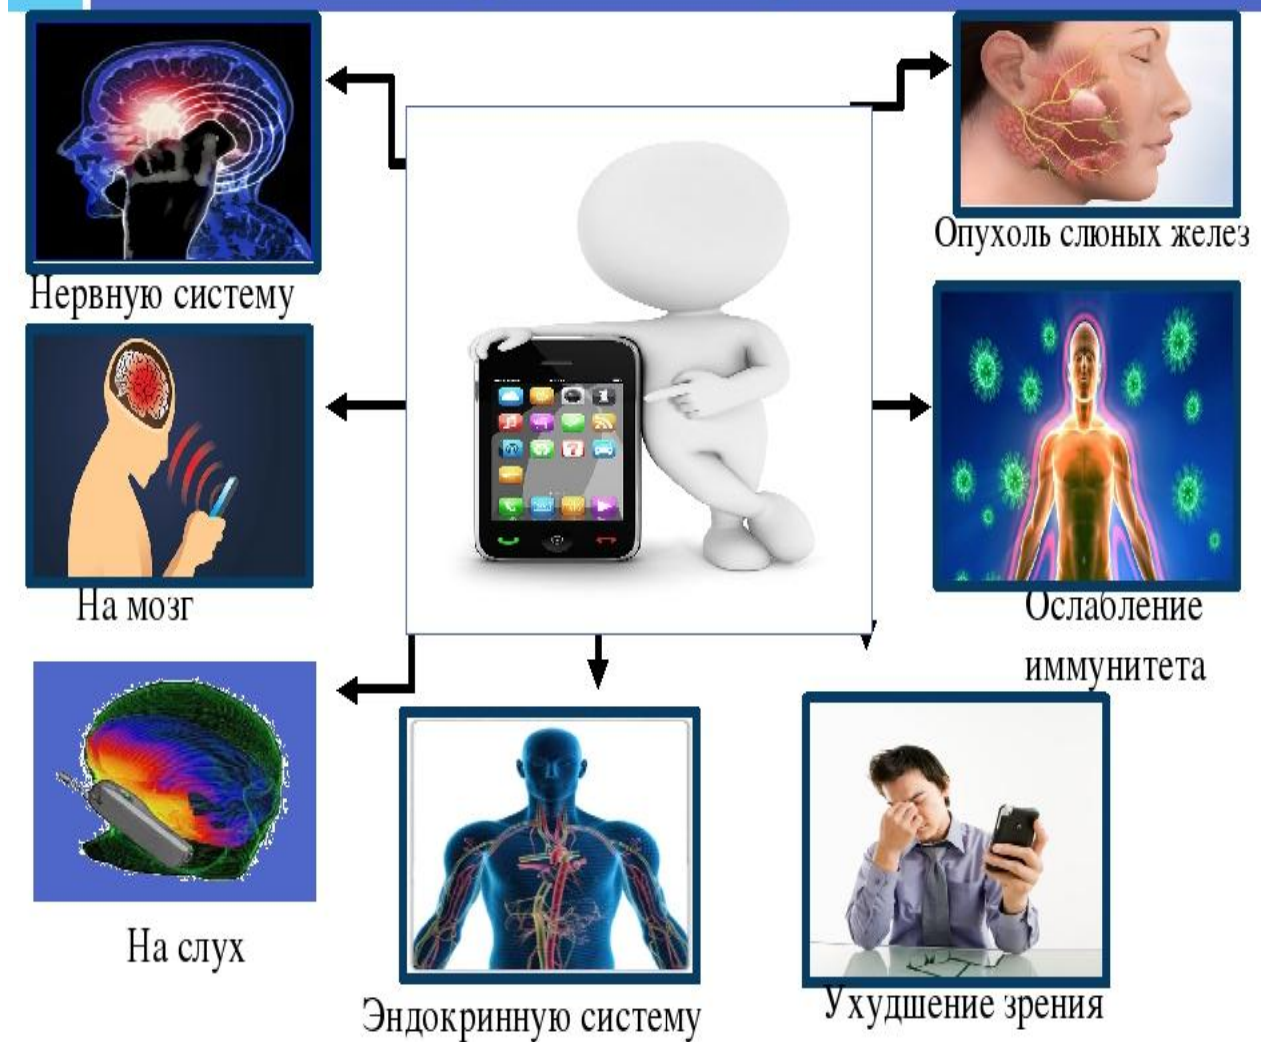 Нервную систему
Опухоль слюных желез
На мозг
Ослабление
иммунитета
На слух
Эндокринную систему
Ухудшение зрения